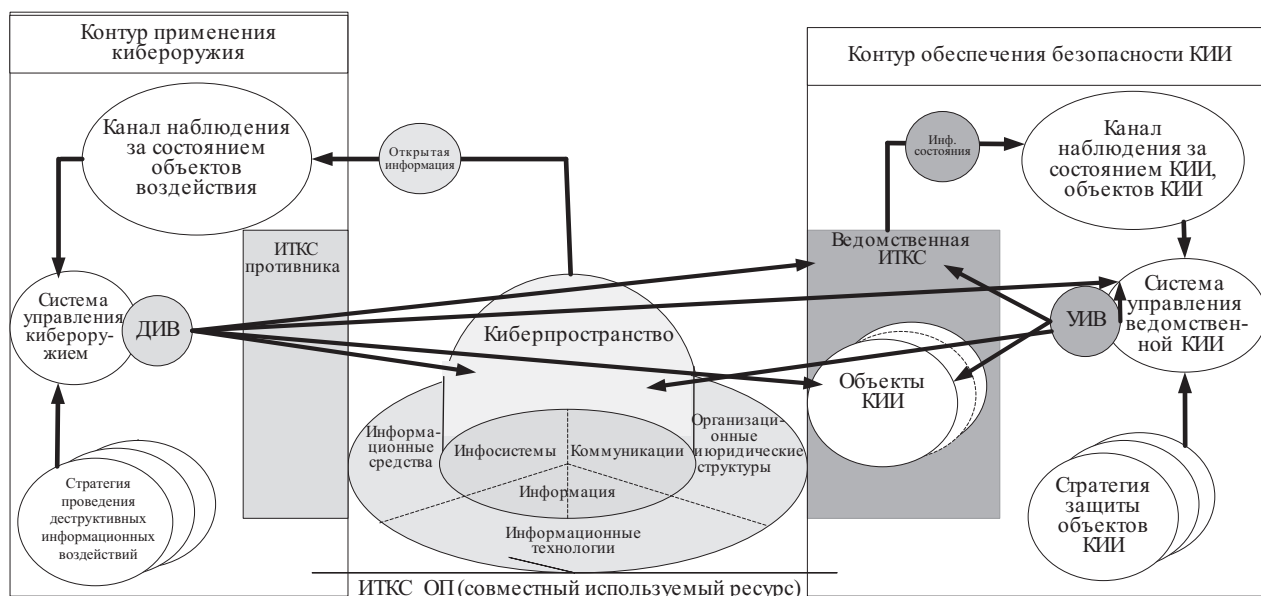 Контур применения
кибероружия
Канал наблюдения
за состоянием
объектов
воздействия
Открытая
информация
ИТКС
противника
Система
управления
киберору-
жием
ДИВ
Стратегия
проведения
деструктивных
информационных
воздействий
Киберпространство
Информа-
ционные
средства
Инфосистемы
Коммуникации
Информация
Организаци-
онные
и юридические
структуры
Информационные
технологии
ИТКС ОП (совместный используемый ресурс)
Контур обеспечения безопасности КИИ
Инф.
состояния
Канал
наблюдения за
состоянием КИИ,
объектов КИИ
Ведомственная
ИТКС
Объекты
КИИ
УИВ
Система
управления
ведомствен-
ной КИИ
Стратегия
защиты
объектов
КИИ